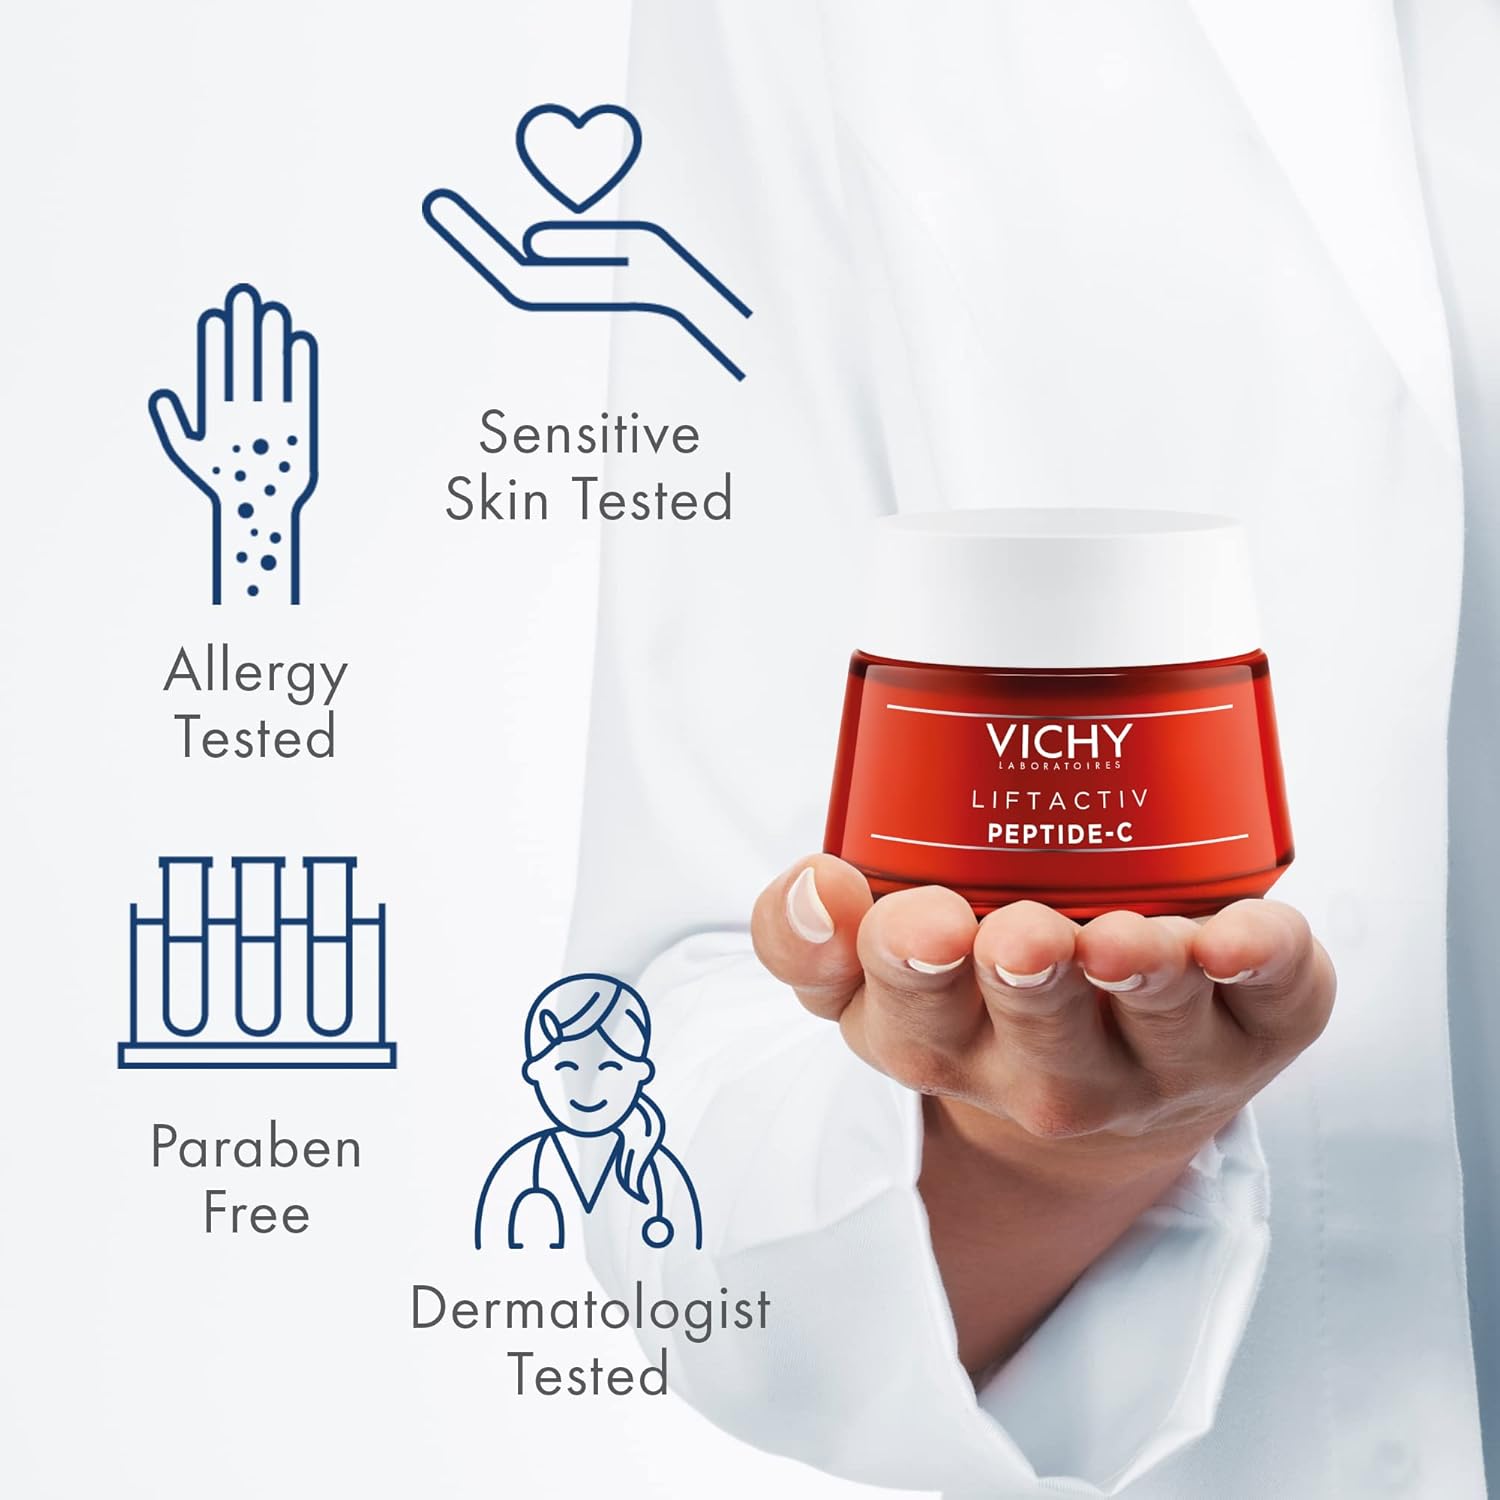 Sensitive
Skin Tested
Allergy
Tested
VICHY
LABORATOIRES
LIFTACTIV
PEPTIDE-C
Paraben
Free
Dermatologist
Tested